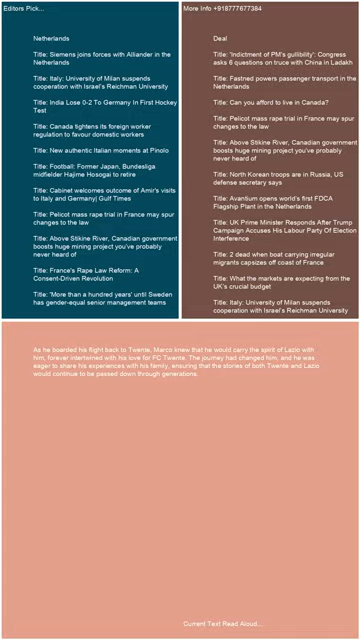 Editors Pick...
Netherlands
Title: Siemens joins forces with Alliander in the
Netherlands
Title: Italy: University of Milan suspends
cooperation with Israel's Reichman University
Title: India Lose 0-2 To Germany In First Hockey
Test
Title: Canada tightens its foreign worker
regulation to favour domestic workers
Title: New authentic Italian moments at Pinolo
Title: Football: Former Japan, Bundesliga
midfielder Hajime Hosogai to retire
Title: Cabinet welcomes outcome of Amir's visits
to Italy and Germany| Gulf Times
Title: Pelicot mass rape trial in France may spur
changes to the law
Title: Above Stikine River, Canadian government
boosts huge mining project you've probably
never heard of
Title: France's Rape Law Reform: A
Consent-Driven Revolution
Title: 'More than a hundred years' until Sweden
has gender-equal senior management teams
More Info +918777677384
Deal
Title: 'Indictment of PM's gullibility': Congress
asks 6 questions on truce with China in Ladakh
Title: Fastned powers passenger transport in the
Netherlands
Title: Can you afford to live in Canada?
Title: Pelicot mass rape trial in France may spur
changes to the law
Title: Above Stikine River, Canadian government
boosts huge mining project you've probably
never heard of
Title: North Korean troops are in Russia, US
defense secretary says
Title: Avantium opens world's first FDCA
Flagship Plant in the Netherlands
Title: UK Prime Minister Responds After Trump
Campaign Accuses His Labour Party Of Election
Interference
Title: 2 dead when boat carrying irregular
migrants capsizes off coast of France
Title: What the markets are expecting from the
UK's crucial budget
Title: Italy: University of Milan suspends
cooperation with Israel's Reichman University
As he boarded his flight back to Twente, Marco knew that he would carry the spirit of Lazio with
him, forever intertwined with his love for FC Twente. The journey had changed him, and he was
eager to share his experiences with his family, ensuring that the stories of both Twente and Lazio
would continue to be passed down through generations.
Current Text Read Aloud...